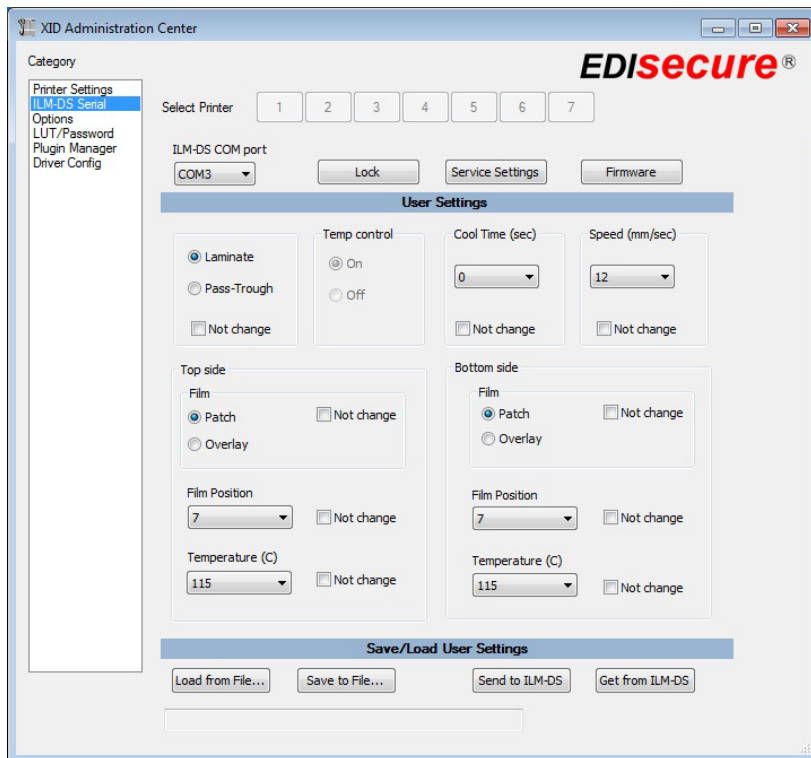 XID Administration Center
Category
EDIsecure®
Printer Settings
ILM-DS Serial
Options
LUT/Password
Plugin Manager
Driver Config
Select Printer 1 2 3 4 5 6 7
ILM-DS COM port
COM3 Lock Service Settings Firmware
User Settings
Laminate
Pass-Trough
Not change
Temp control
On
Off
Cool Time (sec)
0
Not change
Speed (mm/sec)
12
Not change
Top side
Film
Patch Not change
Overlay
Film Position
7 Not change
Temperature (C)
115 Not change
Bottom side
Film
Patch Not change
Overlay
Film Position
7 Not change
Temperature (C)
115 Not change
Save/Load User Settings
Load from File... Save to File... Send to ILM-DS Get from ILM-DS